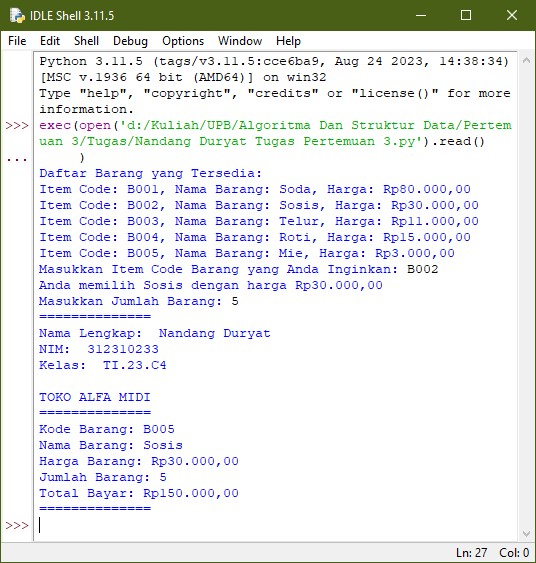 IDLE Shell 3.11.5
File Edit Shell Debug Options Window Help
Python 3.11.5 (tags/v3.11.5:cce6ba9, Aug 24 2023, 14:38:34)
[MSC v.1936 64 bit (AMD64)] on win32
Type "help", "copyright", "credits" or "license()" for more
information.
>>> exec(open('d:/Kuliah/UPB/Algoritma Dan Struktur Data/Pertem
uan 3/Tugas/Nandang Duryat Tugas Pertemuan 3.py').read()
... )
Daftar Barang yang Tersedia:
Item Code: B001, Nama Barang: Soda, Harga: Rp80.000,00
Item Code: B002, Nama Barang: Sosis, Harga: Rp30.000,00
Item Code: B003, Nama Barang: Telur, Harga: Rp11.000,00
Item Code: B004, Nama Barang: Roti, Harga: Rp15.000,00
Item Code: B005, Nama Barang: Mie, Harga: Rp3.000,00
Masukkan Item Code Barang yang Anda Inginkan: B002
Anda memilih Sosis dengan harga Rp30.000,00
Masukkan Jumlah Barang: 5
==============
Nama Lengkap:  Nandang Duryat
NIM:  312310233
Kelas:  TI.23.C4
TOKO ALFA MIDI
==============
Kode Barang: B005
Nama Barang: Sosis
Harga Barang: Rp30.000,00
Jumlah Barang: 5
Total Bayar: Rp150.000,00
==============
>>>
Ln: 27 Col: 0